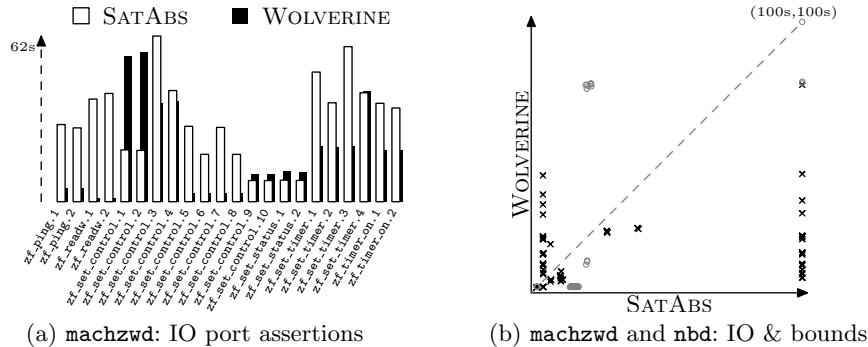 SatAbs Wolverine
62s
zf_ping.1
zf_ping.2
zf_readw.1
zf_readw.2
zf_set_control.1
zf_set_control.2
zf_set_control.3
zf_set_control.4
zf_set_control.5
zf_set_control.6
zf_set_control.7
zf_set_control.8
zf_set_control.9
zf_set_control.10
zf_set_status.1
zf_set_status.2
zf_set_timer.1
zf_set_timer.2
zf_set_timer.3
zf_set_timer.4
zf_timer_on.1
zf_timer_on.2
(a) machzwd: IO port assertions
(100s,100s)
Wolverine
SatAbs
(b) machzwd and nbd: IO & bounds